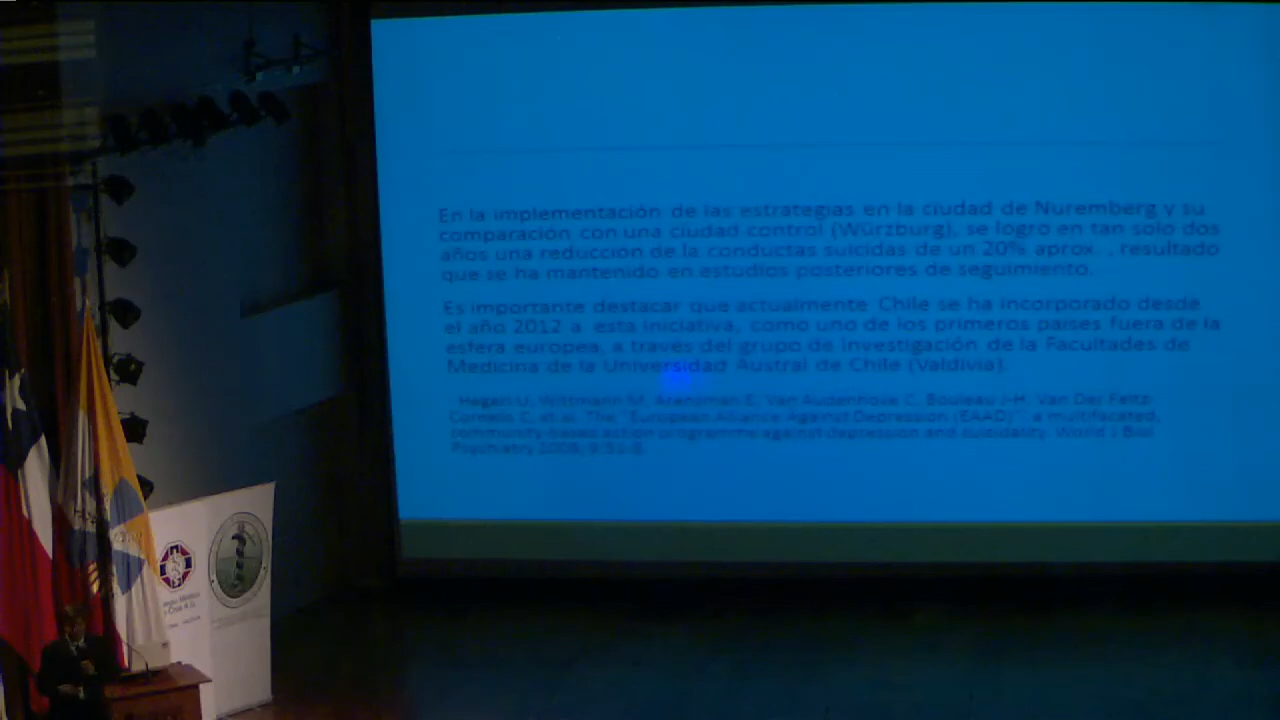 En la implementación de las estrategias en la ciudad de Nuremberg y su
comparación con una ciudad control (Würzburg), se logro en tan solo dos
años una reducción de la conductas suicidas de un 20% aprox. , resultado
que se ha mantenido en estudios posteriores de seguimiento.
Es importante destacar que actualmente Chile se ha incorporado desde
el año 2012 a esta iniciativa, como uno de los primeros países fuera de la
esfera europea, a través del grupo de Investigación de la Facultades de
Medicina de la Universidad Austral de Chile (Valdivia).
Hegerl U, Wittmann M, Arensman E, Van Audenhove C, Bouleau J-H, Van Der Feltz-
Cornelis C, et al. The "European Alliance Against Depression (EAAD)": a multifaceted,
community-based action programme against depression and suicidality. World J Biol
Psychiatry 2008; 9:51-8.